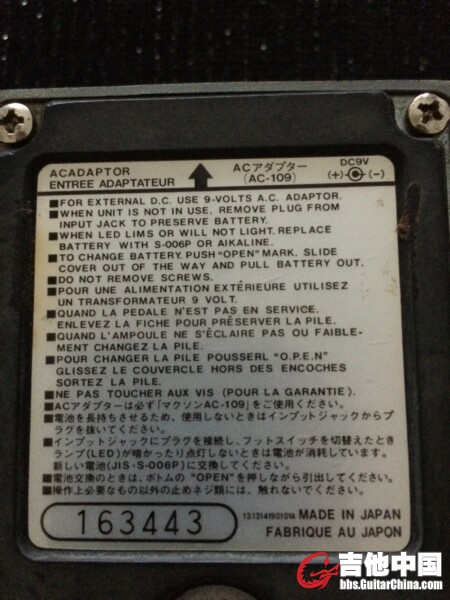 ACADAPTOR
ENTREE ADAPTATEUR
ACアダプター
(AC-109)
DC9V
(+) (−)
■FOR EXTERNAL D.C. USE 9-VOLTS A.C. ADAPTOR.
■WHEN UNIT IS NOT IN USE, REMOVE PLUG FROM
INPUT JACK TO PRESERVE BATTERY.
■WHEN LED LIMS OR WILL NOT LIGHT, REPLACE
BATTERY WITH S-006P OR AIKALINE.
■TO CHANGE BATTERY, PUSH "OPEN" MARK. SLIDE
COVER OUT OF THE WAY AND PULL BATTERY OUT.
■DO NOT REMOVE SCREWS.
■POUR UNE ALIMENTATION EXTÉRIEURE UTILISEZ
UN TRANSFORMATEUR 9 VOLT.
■QUAND LA PEDALE N'EST PAS EN SERVICE.
ENLEVEZ LA FICHE POUR PRÉSERVER LA PILE.
■QUAND L'AMPOULE NE S'ÉCLAIRE PAS OU FAIBLE-
MENT CHANGEZ LA PILE.
■POUR CHANGER LA PILE POUSSERL "O.P.E.N"
GLISSEZ LE COUVERCLE HORS DES ENCOCHES
SORTEZ LA PILE.
■NE PAS TOUCHER AUX VIS (POUR LA GARANTIE).
■ACアダプターは必ず「マクソンAC-109」をご使用ください。
■電池を長持ちさせるため、使用しないときはインプットジャックからプ
ラグを抜いてください。
■インプットジャックにプラグを接続し、フットスイッチを切替えたとき
ランプ(LED)が暗かったり点灯しないときは電池が消耗しています。
新しい電池(JIS・S-006P)に交換してください。
■電池交換のときは、ボトムの"OPEN"を押しながら引出してください。
■操作上必要なもの以外の止めネジ類には、触れないでください。
163443
131314190101A MADE IN JAPAN
FABRIQUE AU JAPON
吉他中国
bbs.GuitarChina.com